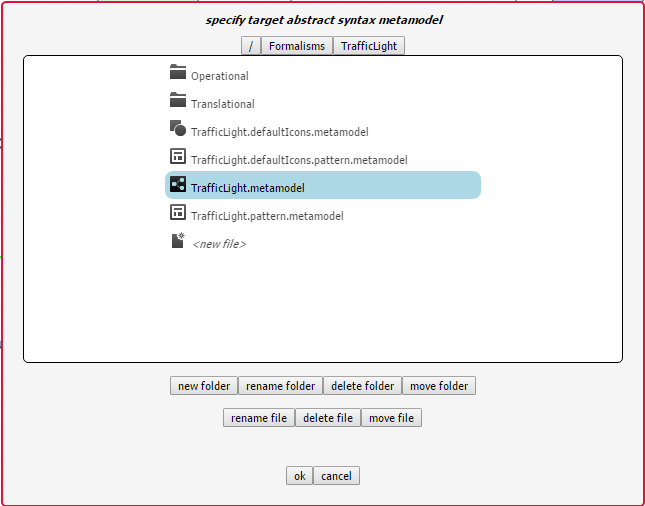 specify target abstract syntax metamodel
/ Formalisms TrafficLight
Operational
Translational
TrafficLight.defaultIcons.metamodel
TrafficLight.defaultIcons.pattern.metamodel
TrafficLight.metamodel
TrafficLight.pattern.metamodel
<new file>
new folder rename folder delete folder move folder
rename file delete file move file
ok cancel